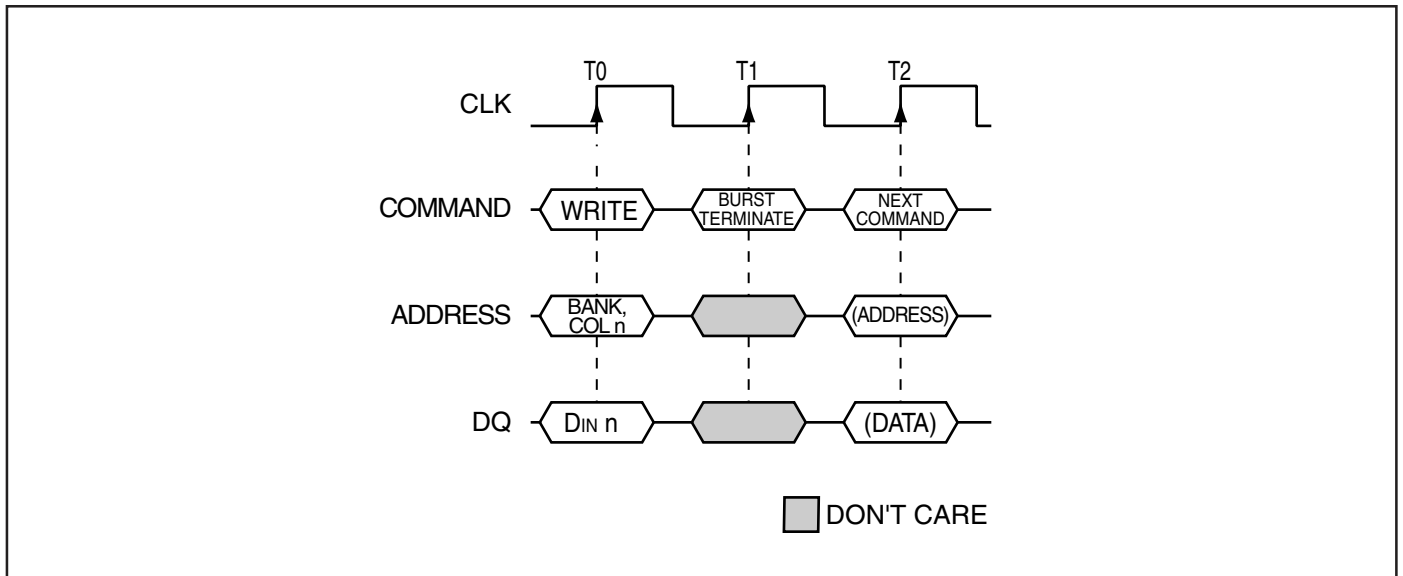 T0 T1 T2
CLK
COMMAND WRITE BURST TERMINATE NEXT COMMAND
ADDRESS BANK, COL n (ADDRESS)
DQ DIN n (DATA)
DON'T CARE